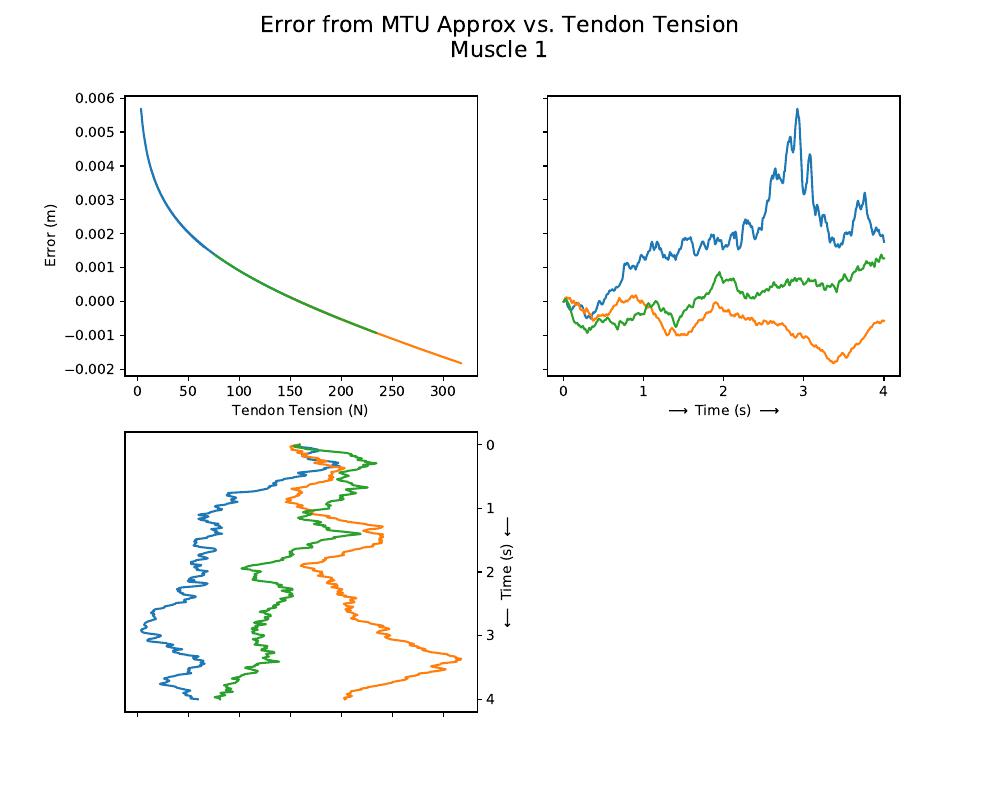 Error from MTU Approx vs. Tendon Tension
Muscle 1
0.006
0.005
0.004
0.003
0.002
0.001
0.000
−0.001
−0.002
Error (m)
0 50 100 150 200 250 300
Tendon Tension (N)
0 1 2 3 4
⟶ Time (s) ⟶
0
1
2
3
4
⟵ Time (s) ⟵